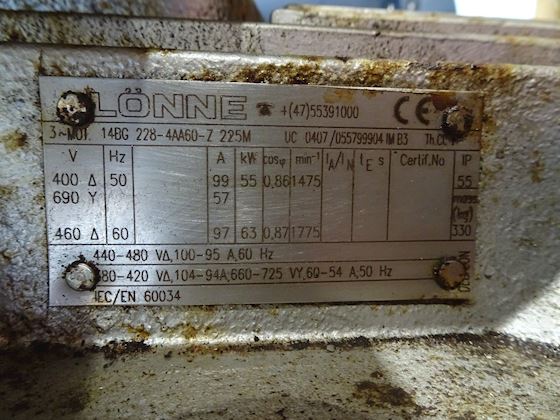 LÖNNE ☎ +(47)55391000 CE
3~MOT. 14BG 228-4AA60-Z 225M UC 0407/055799904 IM B3 Th.Cl.
V Hz A kW cosφ min⁻¹ IA/IN tE s Certif.No IP
400 Δ 50 99 55 0,86 1475 55
690 Y 57 mass (kg)
460 Δ 60 97 63 0,87 1775 330
440-480 VΔ,100-95 A,60 Hz
380-420 VΔ,104-94A,660-725 VY,60-54 A,50 Hz
IEC/EN 60034